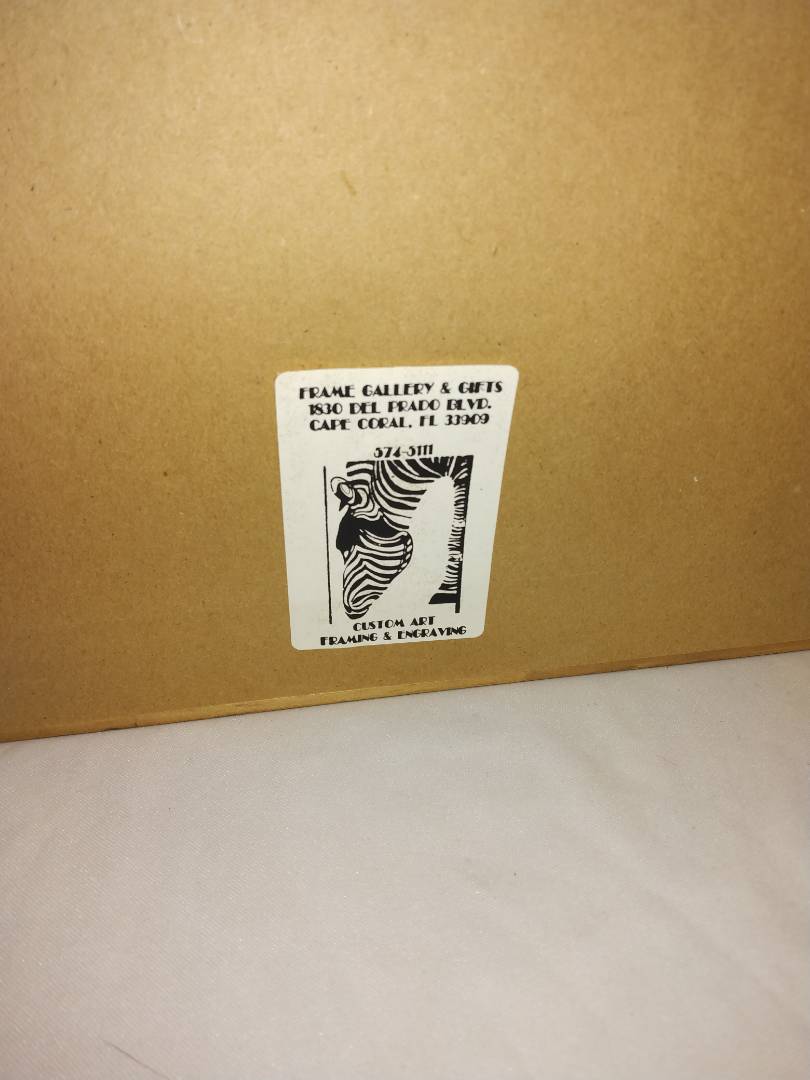 FRAME GALLERY & GIFTS
1830 DEL PRADO BLVD.
CAPE CORAL, FL 33909
574-5111
CUSTOM ART
FRAMING & ENGRAVING